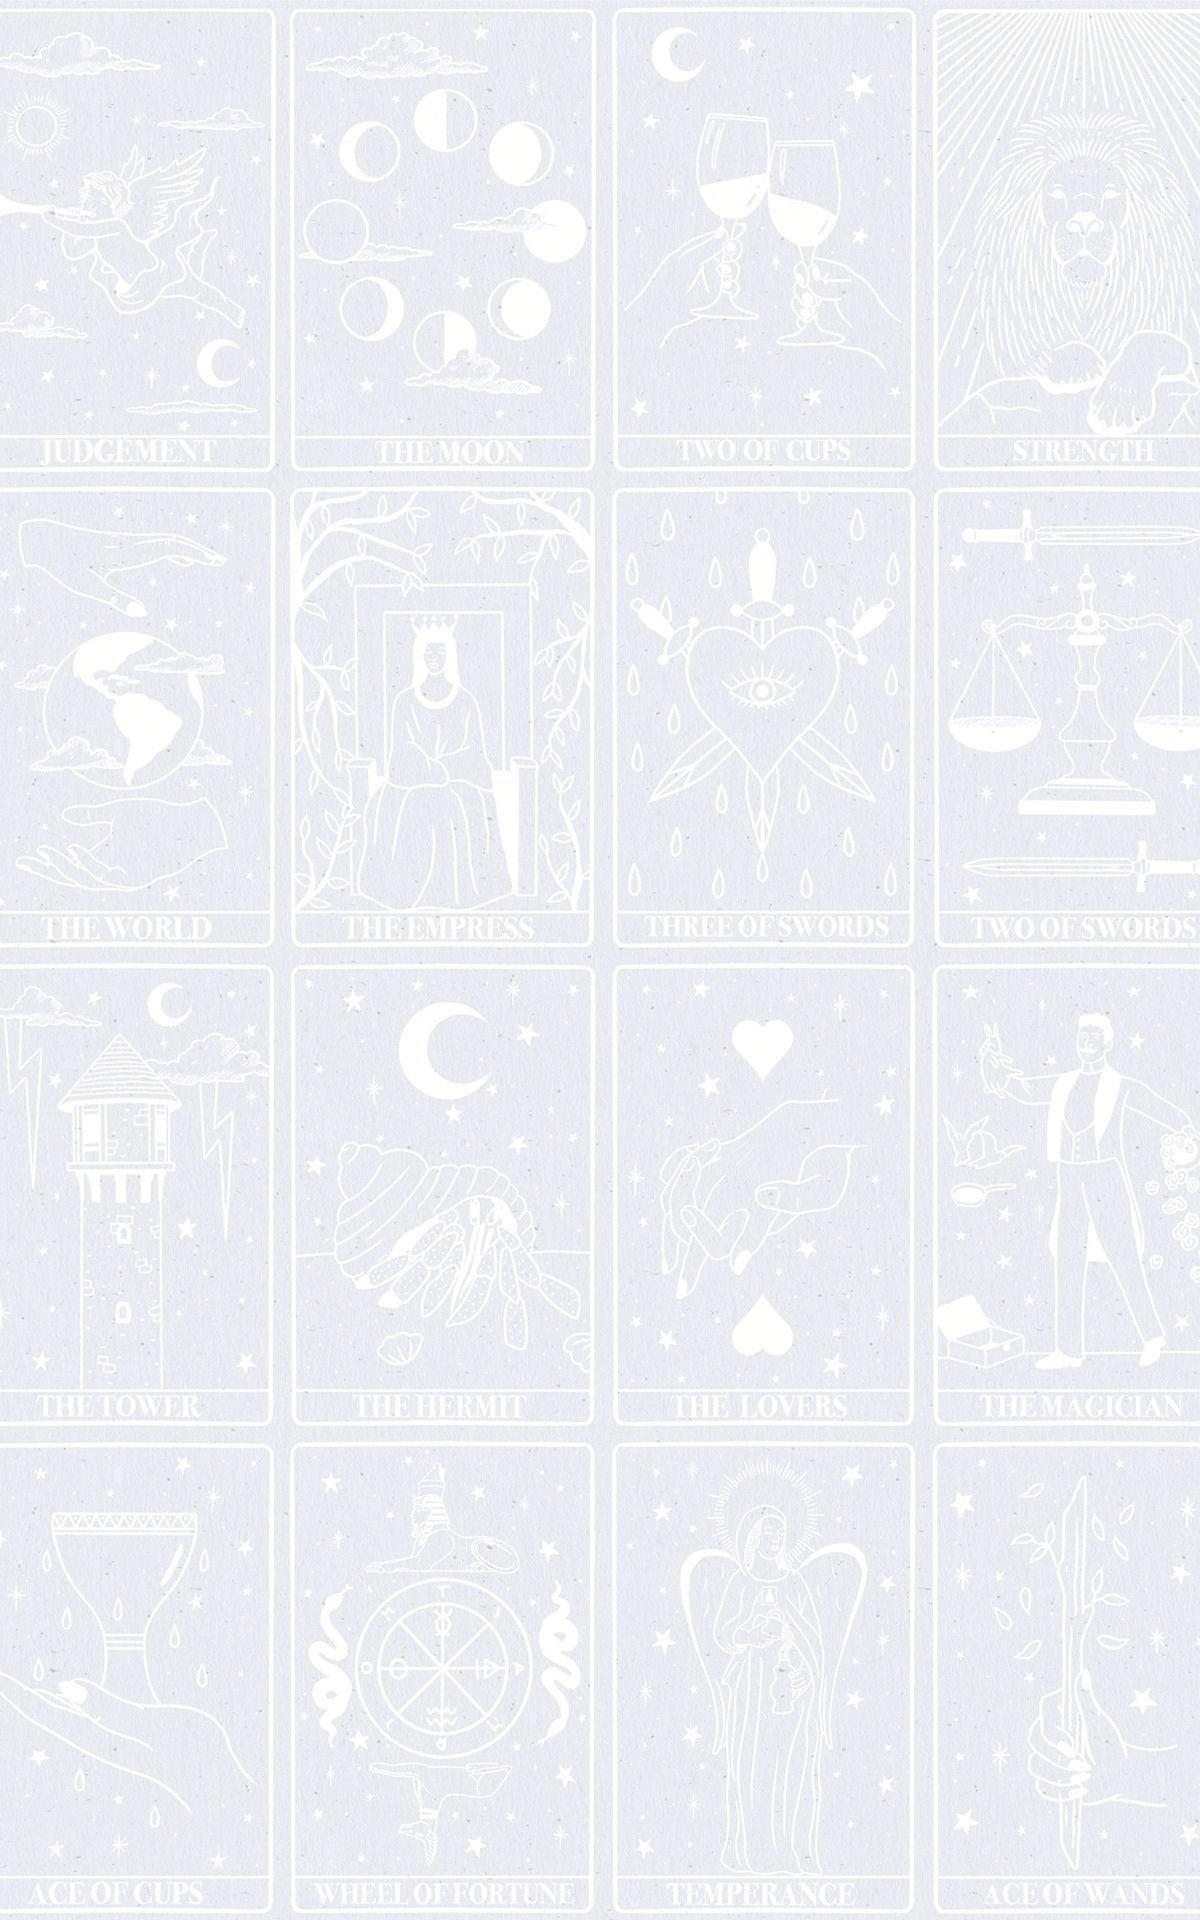 JUDGEMENT
THE MOON
TWO OF CUPS
STRENGTH
THE WORLD
THE EMPRESS
THREE OF SWORDS
TWO OF SWORDS
THE TOWER
THE HERMIT
THE LOVERS
THE MAGICIAN
ACE OF CUPS
WHEEL OF FORTUNE
TEMPERANCE
ACE OF WANDS